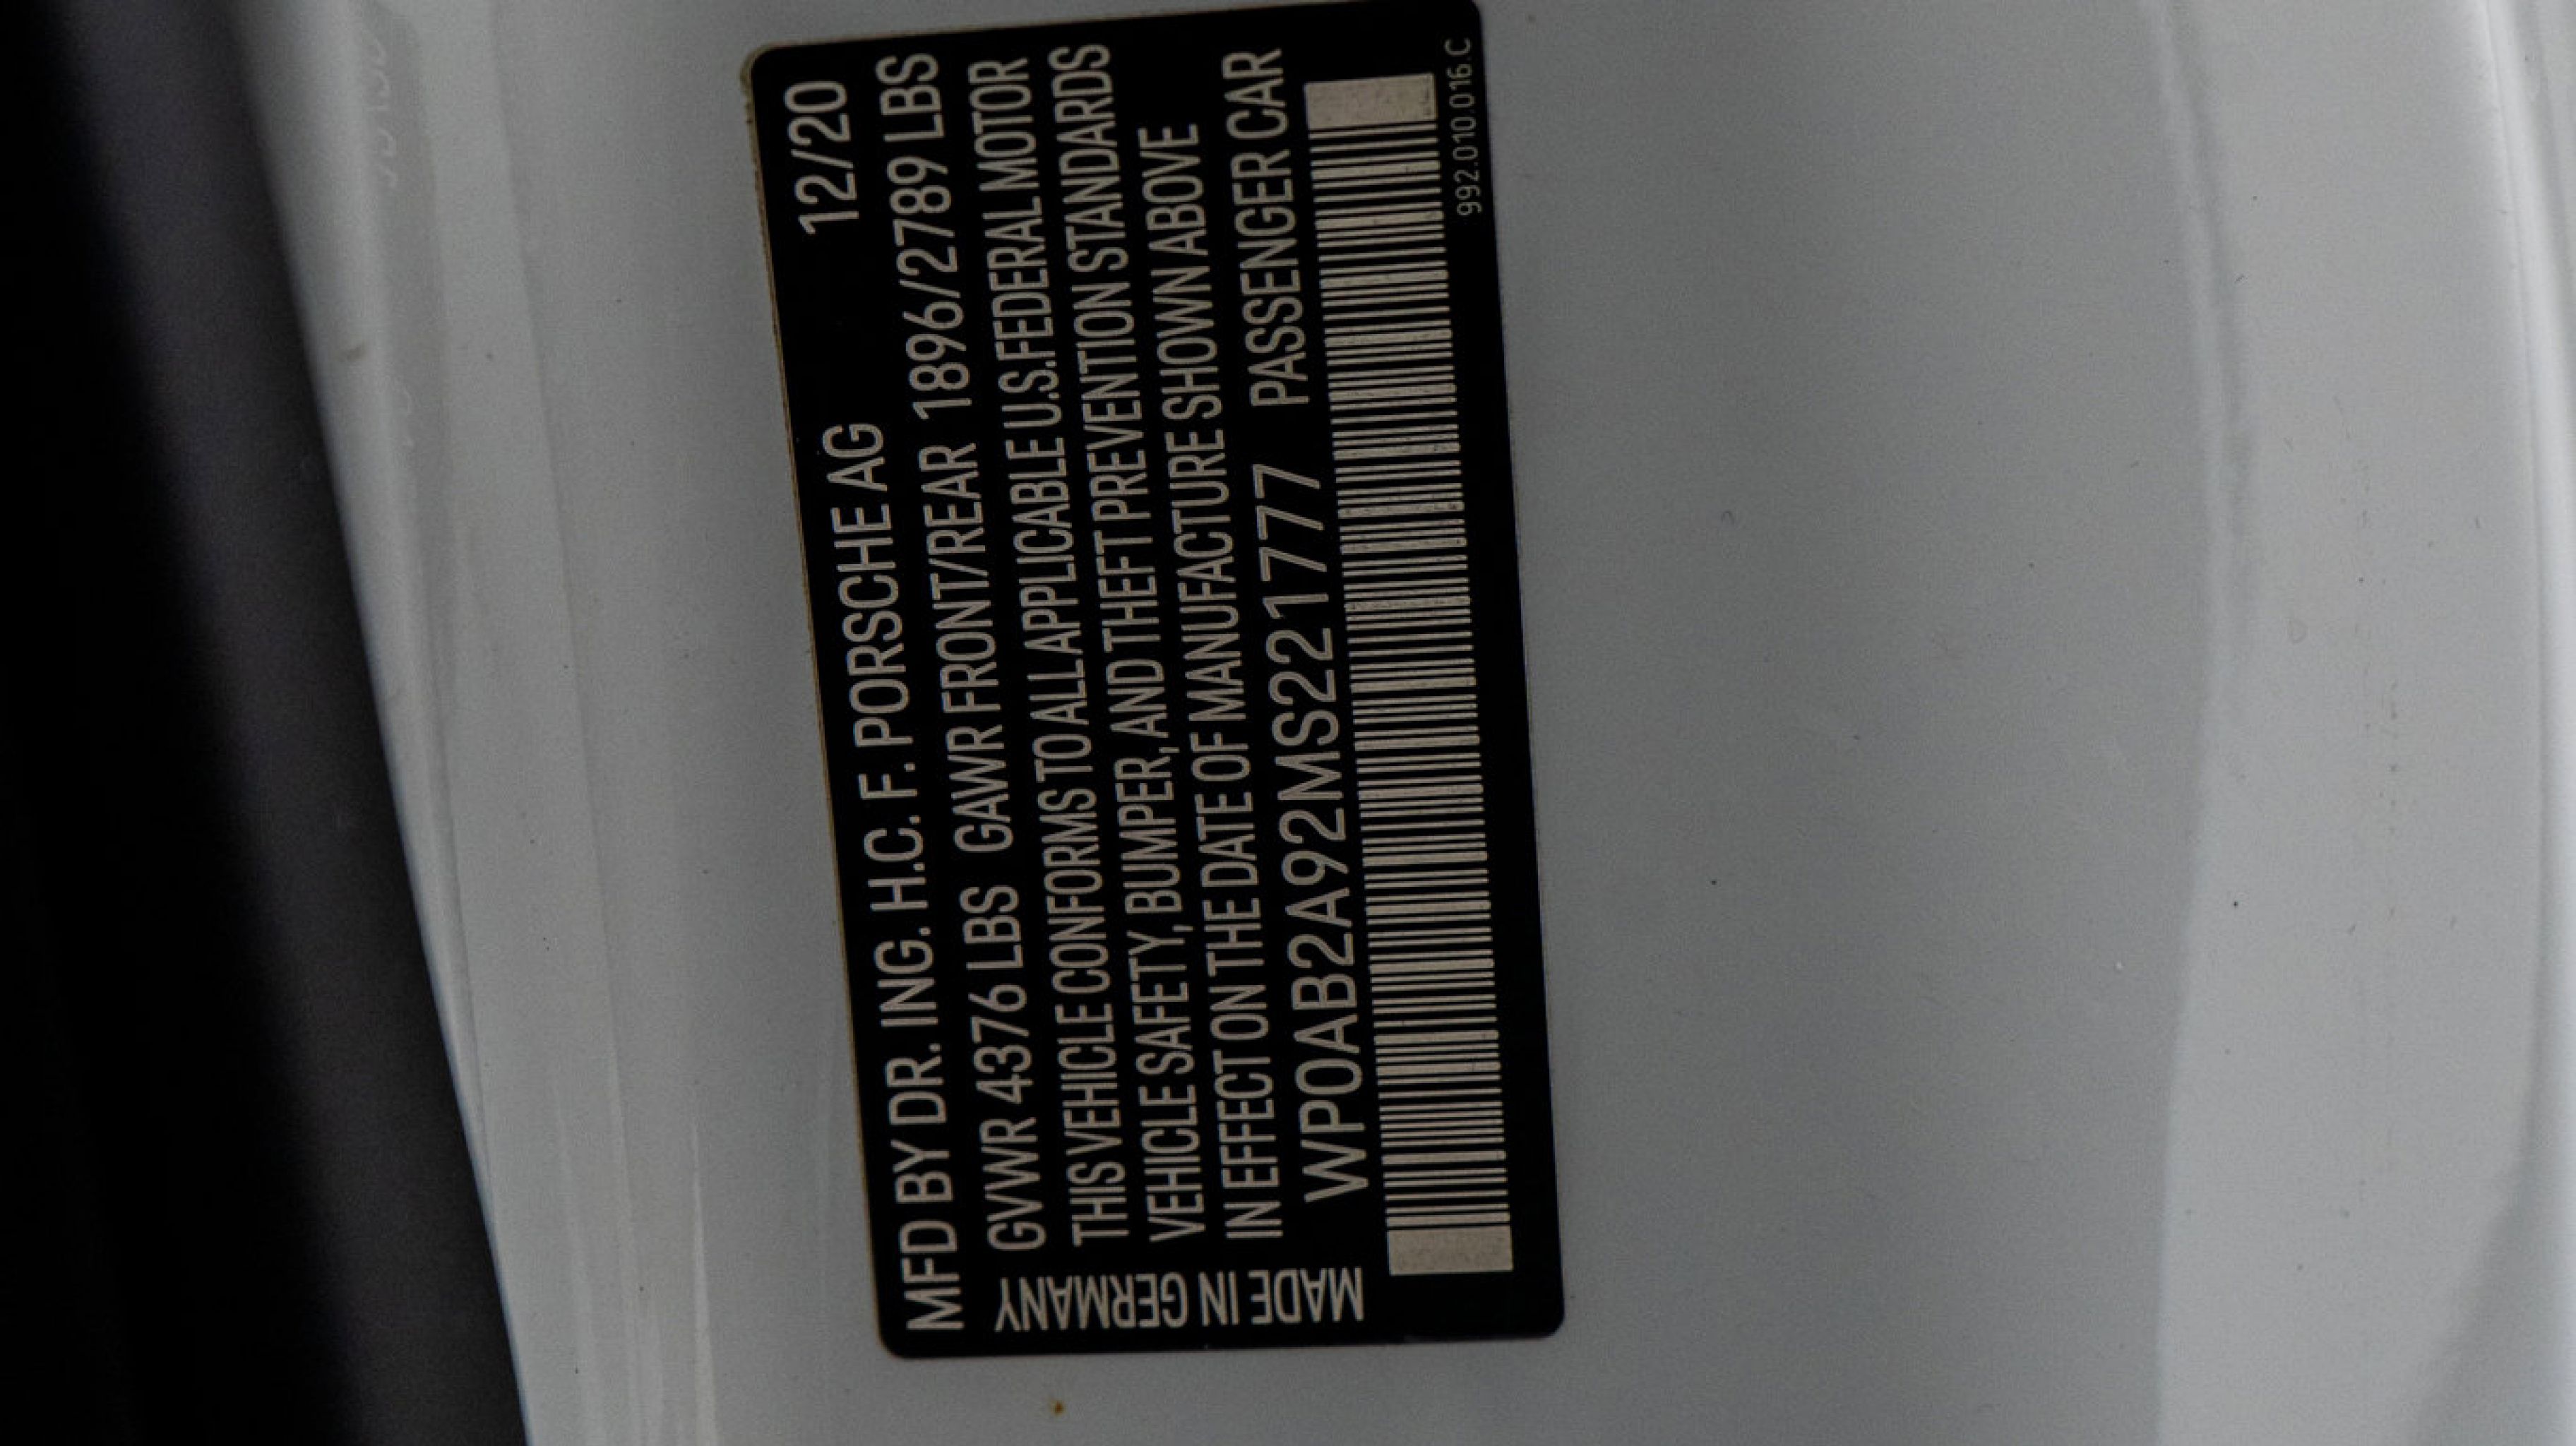 MFD BY DR. ING. H.C. F. PORSCHE AG 12/20
GVWR 4376 LBS GAWR FRONT/REAR 1896/2789 LBS
THIS VEHICLE CONFORMS TO ALL APPLICABLE U.S.FEDERAL MOTOR
VEHICLE SAFETY, BUMPER, AND THEFT PREVENTION STANDARDS
IN EFFECT ON THE DATE OF MANUFACTURE SHOWN ABOVE
WP0AB2A92MS221777 PASSENGER CAR
MADE IN GERMANY
992.010.016.C